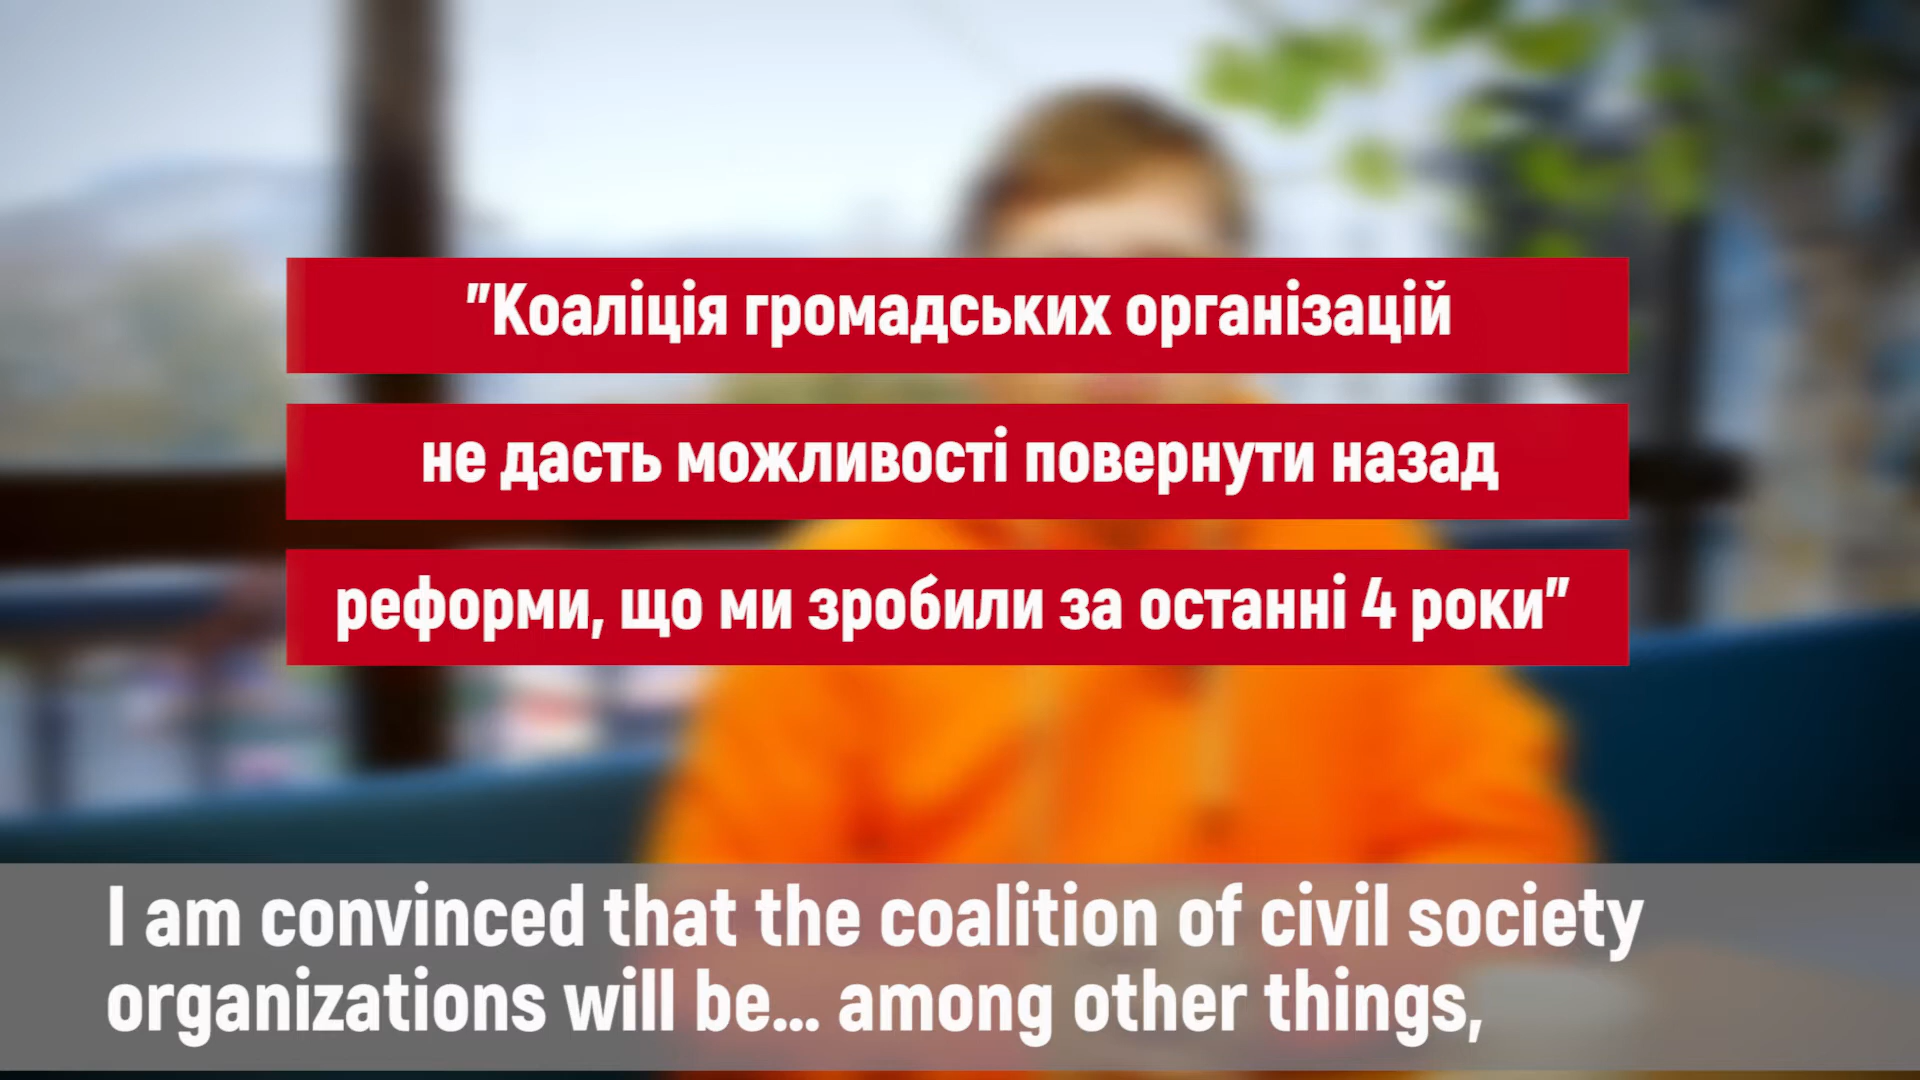 "Коаліція громадських організацій
не дасть можливості повернути назад
реформи, що ми зробили за останні 4 роки"
I am convinced that the coalition of civil society
organizations will be... among other things,